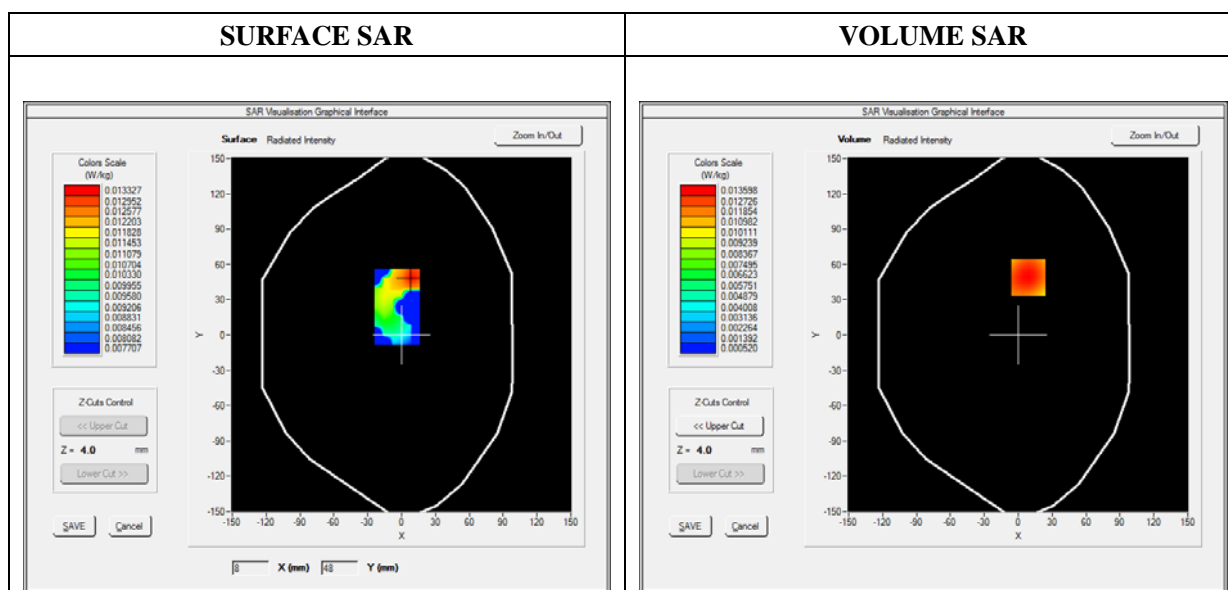 SURFACE SAR
VOLUME SAR
SAR Visualisation Graphical Interface
Surface Radiated Intensity
Zoom In/Out
Colors Scale
(W/kg)
0.013327
0.012952
0.012577
0.012203
0.011828
0.011453
0.011079
0.010704
0.010330
0.009955
0.009580
0.009206
0.008831
0.008456
0.008082
0.007707
Z-Cuts Control
<< Upper Cut
Z = 4.0 mm
Lower Cut >>
SAVE Cancel
150
120
90
60
30
0
-30
-60
-90
-120
-150
Y
-150 -120 -90 -60 -30 0 30 60 90 120 150
X
8 X (mm) 48 Y (mm)
SAR Visualisation Graphical Interface
Volume Radiated Intensity
Zoom In/Out
Colors Scale
(W/kg)
0.013598
0.012726
0.011854
0.010982
0.010111
0.009239
0.008367
0.007495
0.006623
0.005751
0.004879
0.004008
0.003136
0.002264
0.001392
0.000520
Z-Cuts Control
<< Upper Cut
Z = 4.0 mm
Lower Cut >>
SAVE Cancel
150
120
90
60
30
0
-30
-60
-90
-120
-150
Y
-150 -120 -90 -60 -30 0 30 60 90 120 150
X